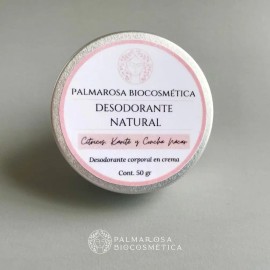 PALMAROSA BIOCOSMÉTICA
DESODORANTE
NATURAL
Cítricos, Karité y Concha Nácar
Desodorante corporal en crema
Cont. 50 gr
PALMAROSA
BIOCOSMÉTICA